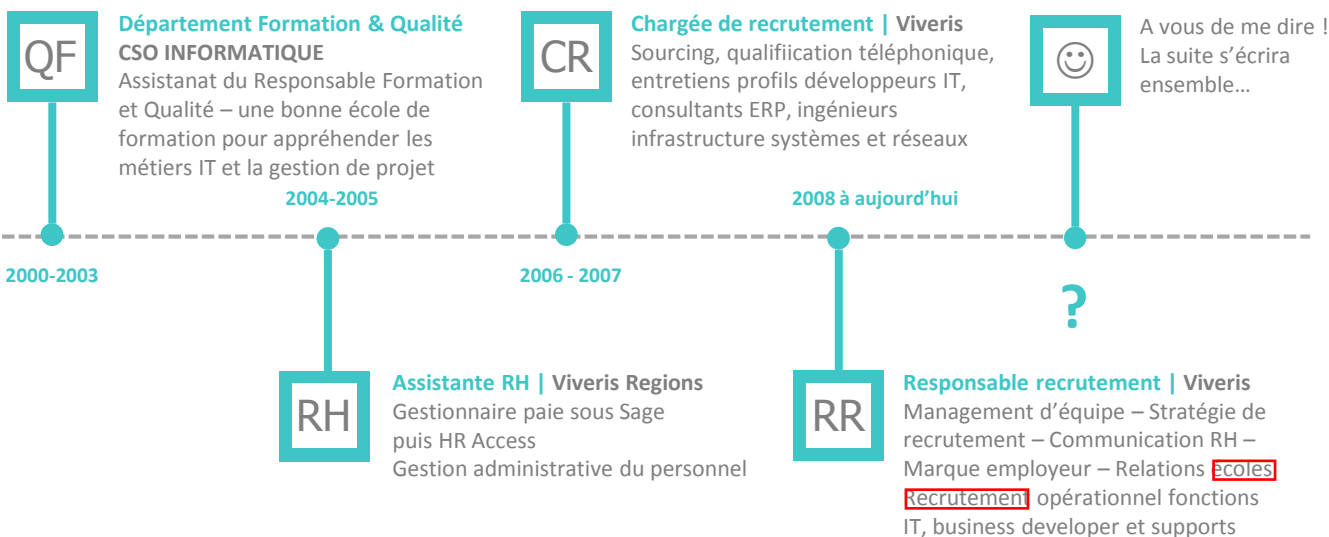 QF
Département Formation & Qualité
CSO INFORMATIQUE
Assistanat du Responsable Formation
et Qualité – une bonne école de
formation pour appréhender les
métiers IT et la gestion de projet
CR
Chargée de recrutement | Viveris
Sourcing, qualifiication téléphonique,
entretiens profils développeurs IT,
consultants ERP, ingénieurs
infrastructure systèmes et réseaux
A vous de me dire !
La suite s’écrira
ensemble…
2004-2005
2008 à aujourd’hui
2000-2003
2006 - 2007
?
RH
Assistante RH | Viveris Regions
Gestionnaire paie sous Sage
puis HR Access
Gestion administrative du personnel
RR
Responsable recrutement | Viveris
Management d’équipe – Stratégie de
recrutement – Communication RH –
Marque employeur – Relations écoles
Recrutement opérationnel fonctions
IT, business developer et supports